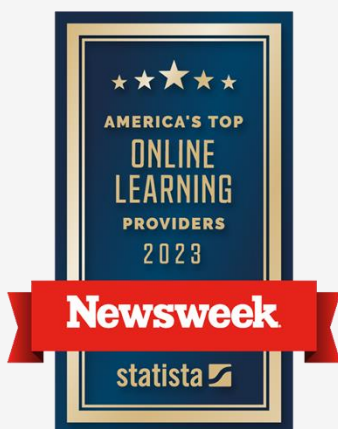 AMERICA'S TOP
ONLINE
LEARNING
PROVIDERS
2023
Newsweek
statista